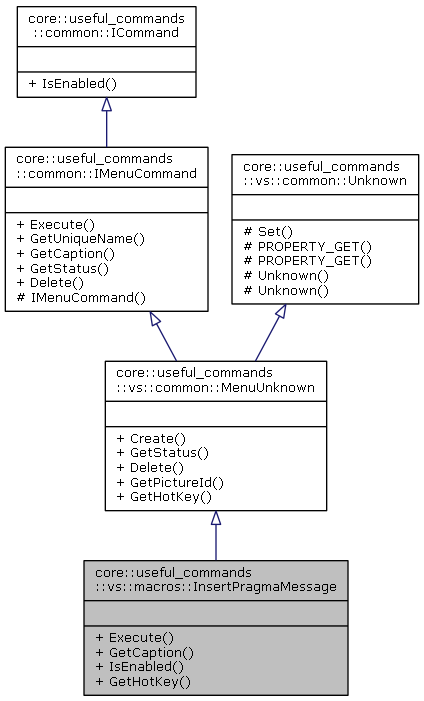 core::useful_commands
::common::ICommand
+ IsEnabled()
core::useful_commands
::common::IMenuCommand
+ Execute()
+ GetUniqueName()
+ GetCaption()
+ GetStatus()
+ Delete()
# IMenuCommand()
core::useful_commands
::vs::common::Unknown
# Set()
# PROPERTY_GET()
# PROPERTY_GET()
# Unknown()
# Unknown()
core::useful_commands
::vs::common::MenuUnknown
+ Create()
+ GetStatus()
+ Delete()
+ GetPictureId()
+ GetHotKey()
core::useful_commands
::vs::macros::InsertPragmaMessage
+ Execute()
+ GetCaption()
+ IsEnabled()
+ GetHotKey()